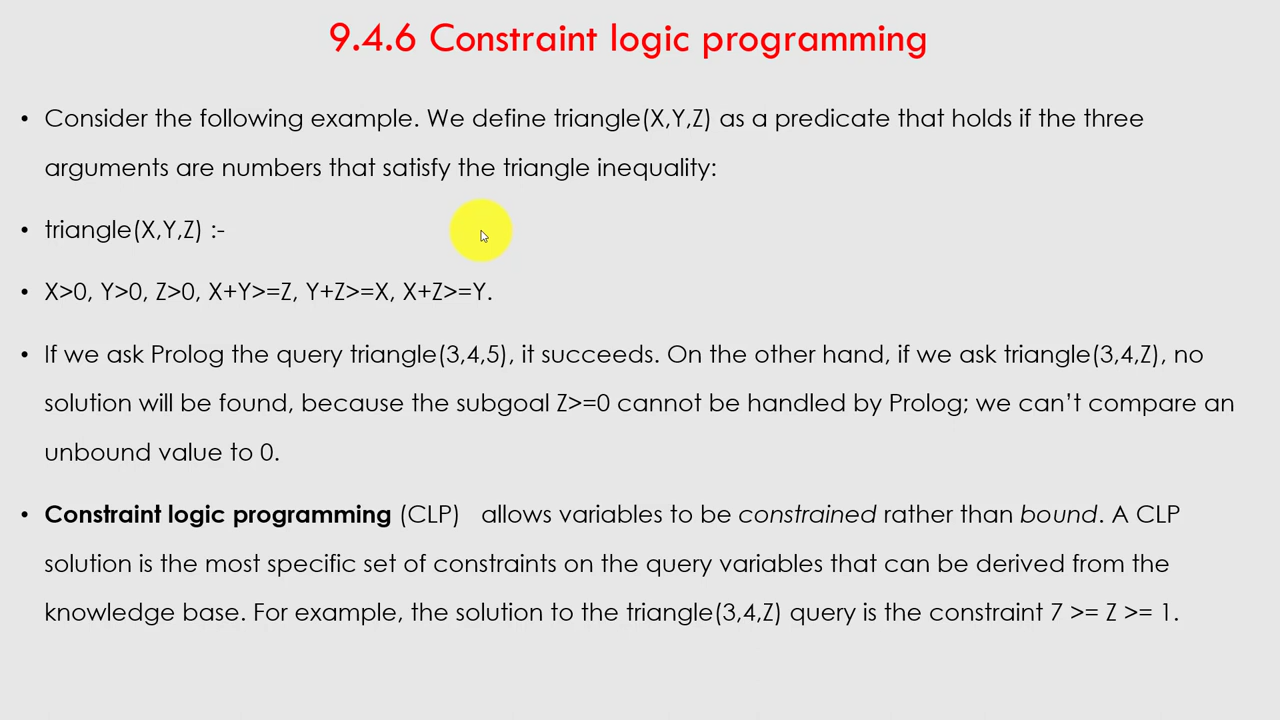 9.4.6 Constraint logic programming
• Consider the following example. We define triangle(X,Y,Z) as a predicate that holds if the three
arguments are numbers that satisfy the triangle inequality:
• triangle(X,Y,Z) :-
• X>0, Y>0, Z>0, X+Y>=Z, Y+Z>=X, X+Z>=Y.
• If we ask Prolog the query triangle(3,4,5), it succeeds. On the other hand, if we ask triangle(3,4,Z), no
solution will be found, because the subgoal Z>=0 cannot be handled by Prolog; we can't compare an
unbound value to 0.
• Constraint logic programming (CLP) allows variables to be constrained rather than bound. A CLP
solution is the most specific set of constraints on the query variables that can be derived from the
knowledge base. For example, the solution to the triangle(3,4,Z) query is the constraint 7 >= Z >= 1.